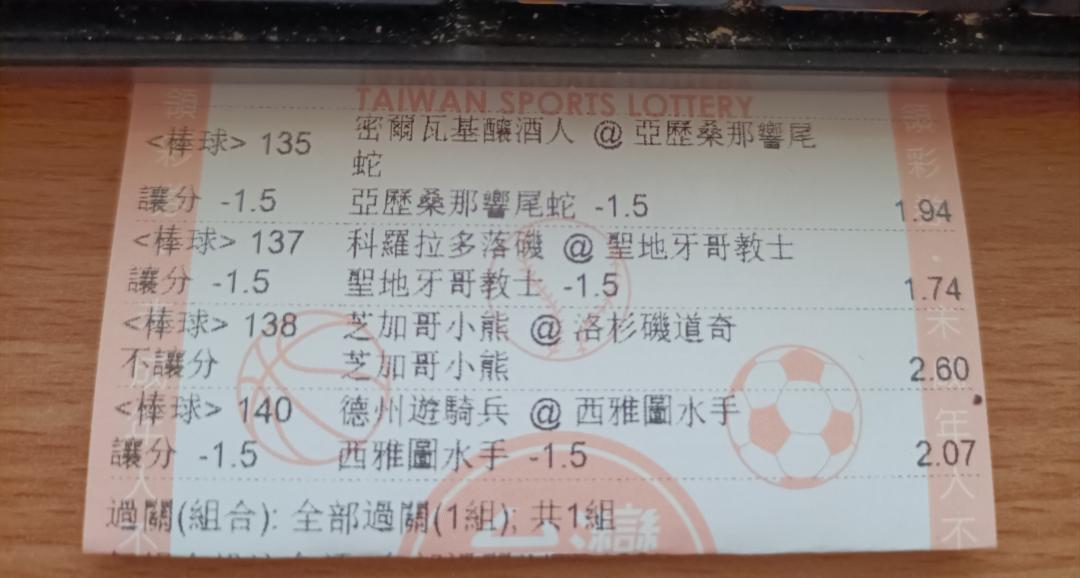 TAIWAN SPORTS LOTTERY
<棒球> 135 密爾瓦基釀酒人 @ 亞歷桑那響尾
蛇
讓分 -1.5 亞歷桑那響尾蛇 -1.5 1.94
<棒球> 137 科羅拉多落磯 @ 聖地牙哥教士
讓分 -1.5 聖地牙哥教士 -1.5 1.74
<棒球> 138 芝加哥小熊 @ 洛杉磯道奇
不讓分 芝加哥小熊 2.60
<棒球> 140 德州遊騎兵 @ 西雅圖水手
讓分 -1.5 西雅圖水手 -1.5 2.07
過關(組合): 全部過關(1組); 共1組